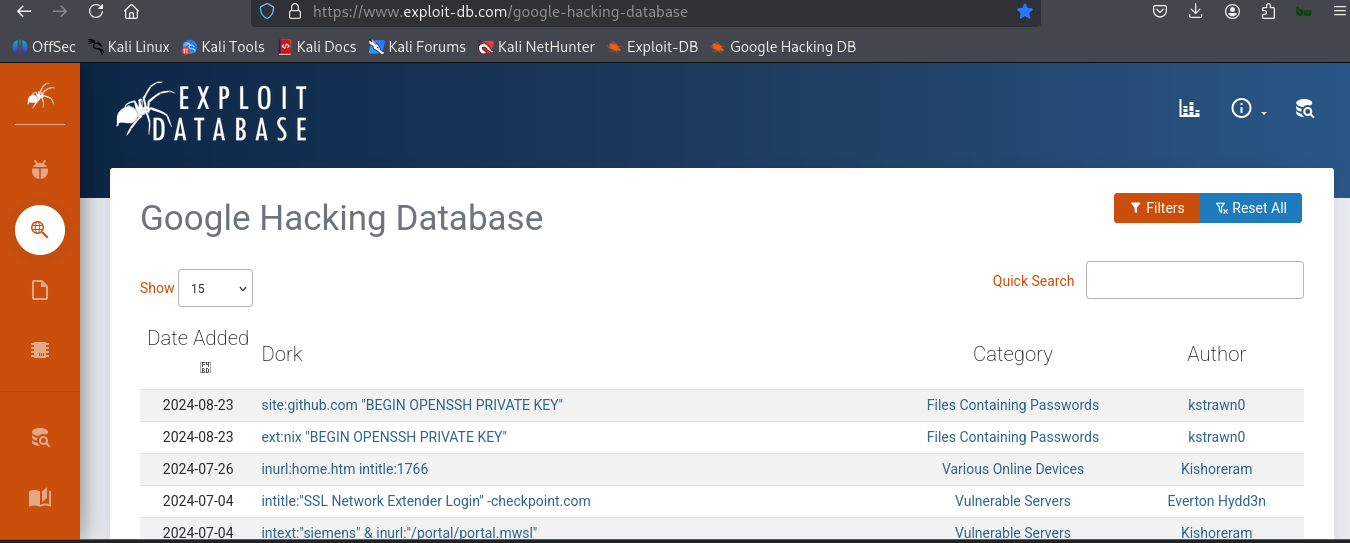 https://www.exploit-db.com/google-hacking-database
OffSec Kali Linux Kali Tools Kali Docs Kali Forums Kali NetHunter Exploit-DB Google Hacking DB
EXPLOIT
DATABASE
Google Hacking Database
Filters Reset All
Show 15 Quick Search
Date Added Dork Category Author
2024-08-23 site:github.com "BEGIN OPENSSH PRIVATE KEY" Files Containing Passwords kstrawn0
2024-08-23 ext:nix "BEGIN OPENSSH PRIVATE KEY" Files Containing Passwords kstrawn0
2024-07-26 inurl:home.htm intitle:1766 Various Online Devices Kishoreram
2024-07-04 intitle:"SSL Network Extender Login" -checkpoint.com Vulnerable Servers Everton Hydd3n
2024-07-04 intext:"siemens" & inurl:"/portal/portal.mwsl" Vulnerable Servers Kishoreram